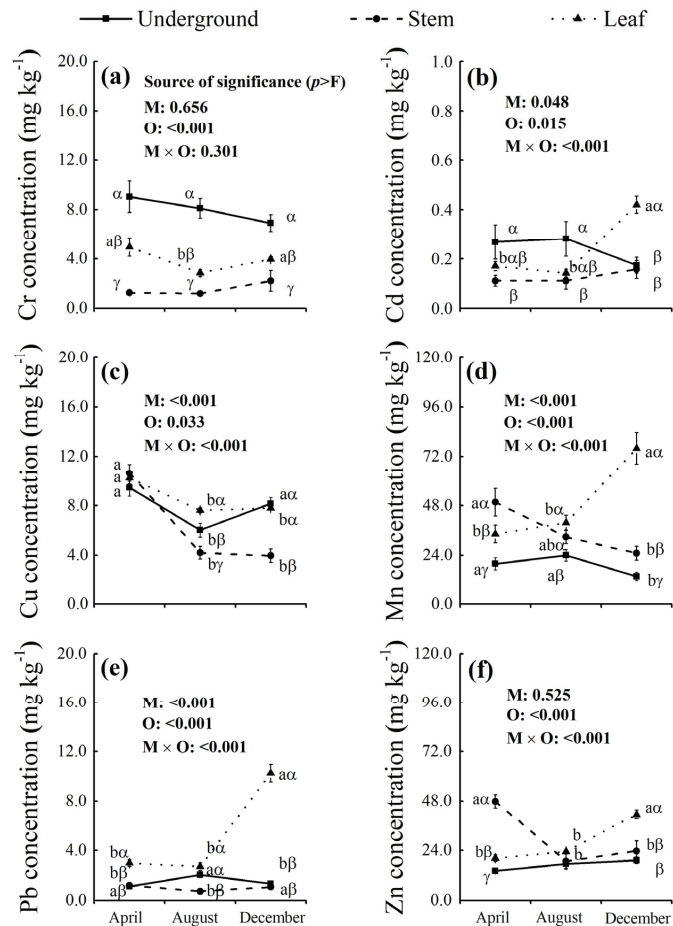 Underground Stem Leaf
20.0
16.0
12.0
8.0
4.0
0.0
Cr concentration (mg kg⁻¹)
(a)
Source of significance (p>F)
M: 0.656
O: <0.001
M × O: 0.301
α α α
aβ bβ aβ
γ γ γ
1.0
0.8
0.6
0.4
0.2
0.0
Cd concentration (mg kg⁻¹)
(b)
M: 0.048
O: 0.015
M × O: <0.001
aα
α α
bαβ bαβ β
β β β
20.0
16.0
12.0
8.0
4.0
0.0
Cu concentration (mg kg⁻¹)
(c)
M: <0.001
O: 0.033
M × O: <0.001
a
a
a
bα aα
bα
bβ
bγ bβ
120.0
96.0
72.0
48.0
24.0
0.0
Mn concentration (mg kg⁻¹)
(d)
M: <0.001
O: <0.001
M × O: <0.001
aα
aα
bα
bβ abα bβ
aγ aβ bγ
20.0
16.0
12.0
8.0
4.0
0.0
Pb concentration (mg kg⁻¹)
(e)
M: <0.001
O: <0.001
M × O: <0.001
aα
bα bα
bβ aα bβ
aβ bβ aβ
April August December
120.0
96.0
72.0
48.0
24.0
0.0
Zn concentration (mg kg⁻¹)
(f)
M: 0.525
O: <0.001
M × O: <0.001
aα aα
b
bβ b bβ
γ β
April August December